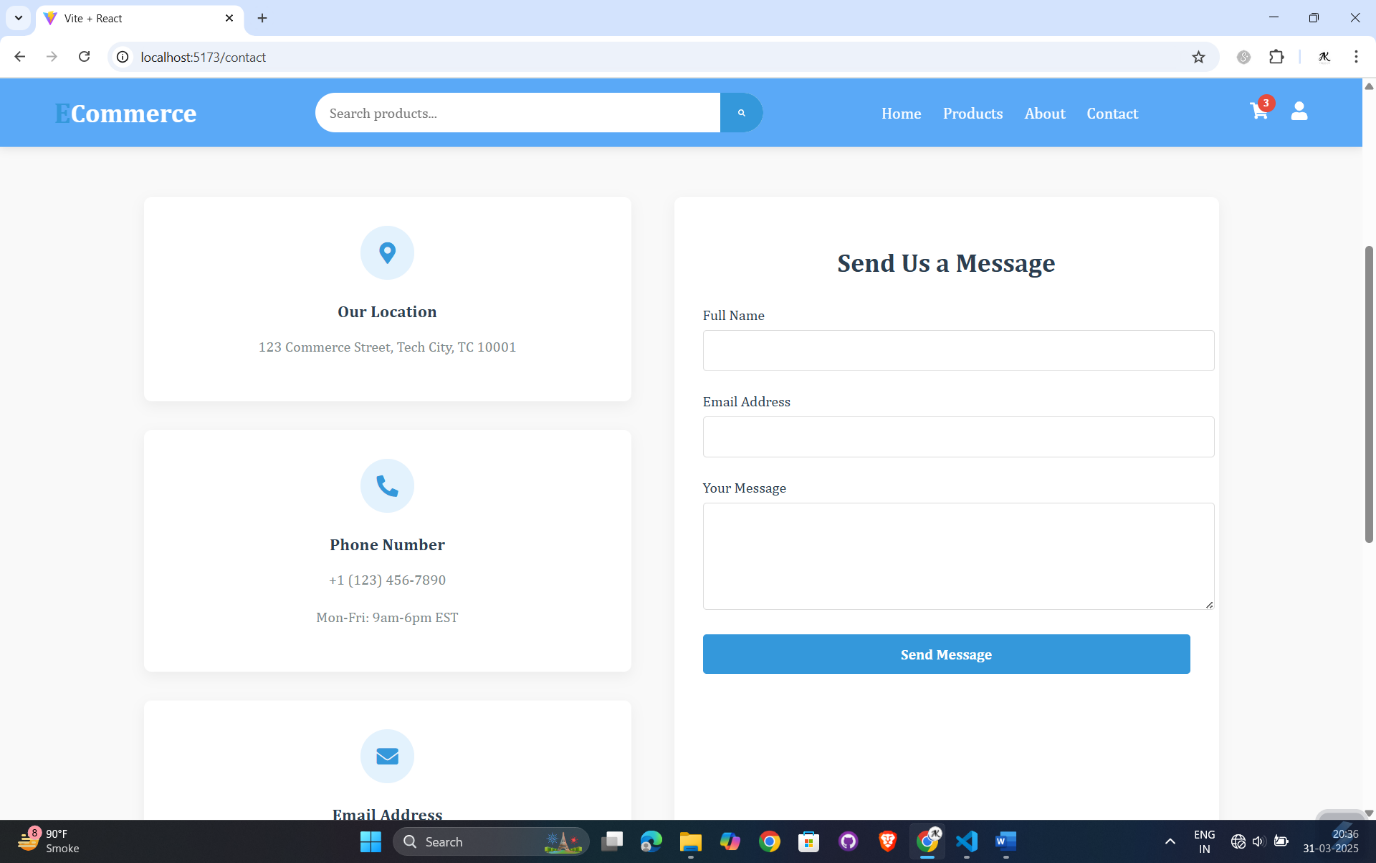 Vite + React
localhost:5173/contact
ECommerce
Search products...
Home
Products
About
Contact
3
Our Location
123 Commerce Street, Tech City, TC 10001
Phone Number
+1 (123) 456-7890
Mon-Fri: 9am-6pm EST
Email Address
Send Us a Message
Full Name
Email Address
Your Message
Send Message
8
90°F
Smoke
Search
W
ENG
IN
20:36
31-03-2025